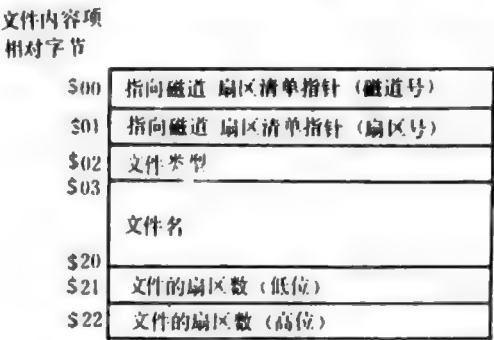 文件内容项
相对字节
$00 指向磁道 扇区清单指针（磁道号）
$01 指向磁道 扇区清单指针（扇区号）
$02 文件类型
$03
文件名
$20
$21 文件的扇区数（低位）
$22 文件的扇区数（高位）